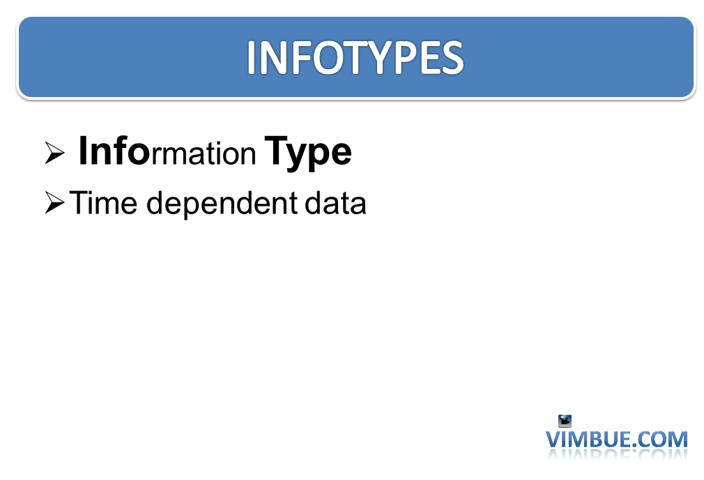 INFOTYPES
➢ Information Type
➢Time dependent data
VIMBUE.COM